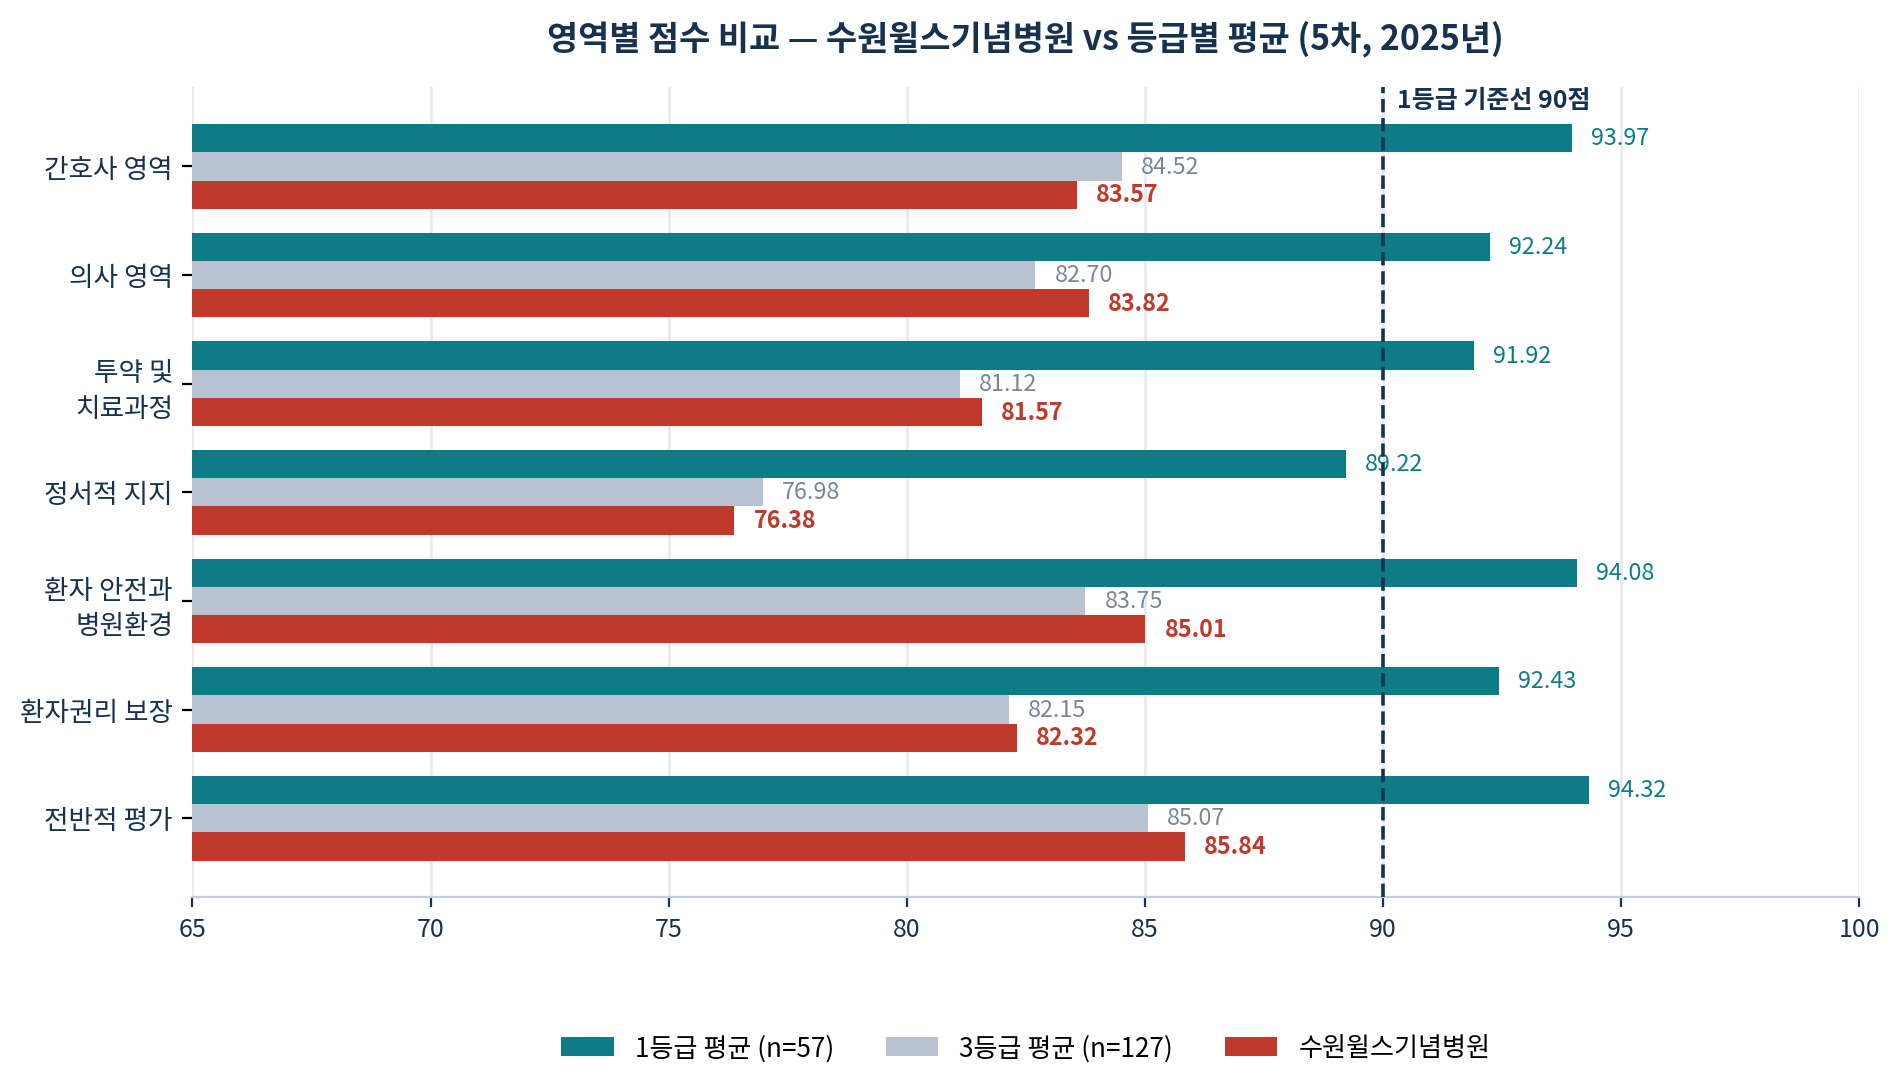 영역별 점수 비교 — 수원윌스기념병원 vs 등급별 평균 (5차, 2025년)
1등급 기준선 90점
간호사 영역
93.97
84.52
83.57
의사 영역
92.24
82.70
83.82
투약 및
치료과정
91.92
81.12
81.57
정서적 지지
89.22
76.98
76.38
환자 안전과
병원환경
94.08
83.75
85.01
환자권리 보장
92.43
82.15
82.32
전반적 평가
94.32
85.07
85.84
65 70 75 80 85 90 95 100
1등급 평균 (n=57) 3등급 평균 (n=127) 수원윌스기념병원